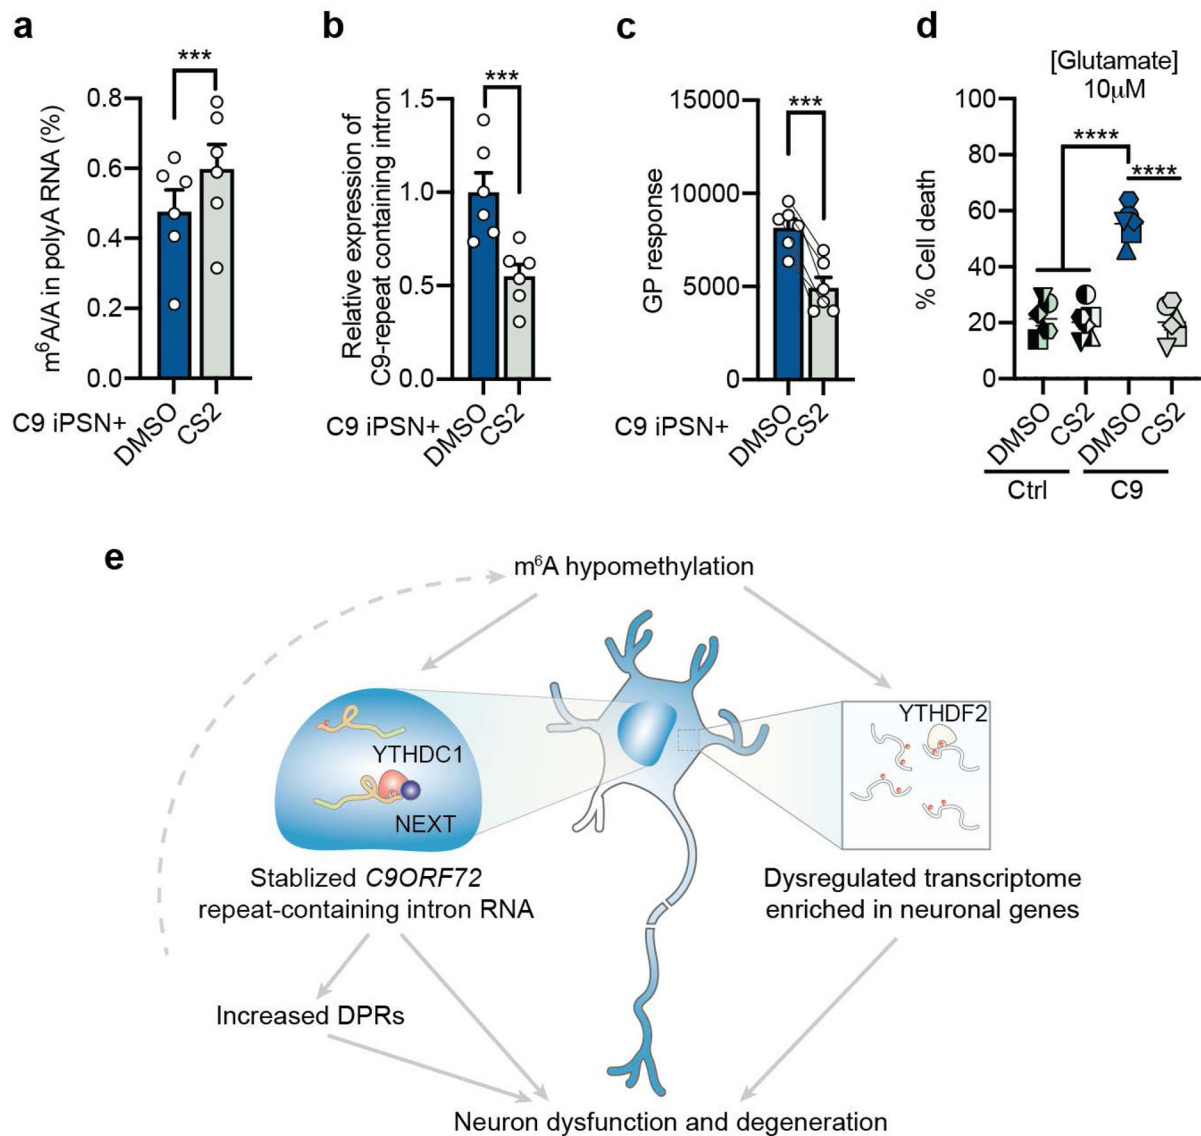 a
***
m⁶A/A in polyA RNA (%)
0.8
0.6
0.4
0.2
0.0
C9 iPSN+
DMSO
CS2
b
***
Relative expression of
C9-repeat containing intron
1.5
1.0
0.5
0.0
C9 iPSN+
DMSO
CS2
c
***
GP response
15000
10000
5000
0
C9 iPSN+
DMSO
CS2
d
[Glutamate]
10μM
****
****
% Cell death
100
80
60
40
20
0
DMSO
CS2
DMSO
CS2
Ctrl
C9
e
m⁶A hypomethylation
YTHDC1
NEXT
YTHDF2
Stablized C9ORF72
repeat-containing intron RNA
Dysregulated transcriptome
enriched in neuronal genes
Increased DPRs
Neuron dysfunction and degeneration